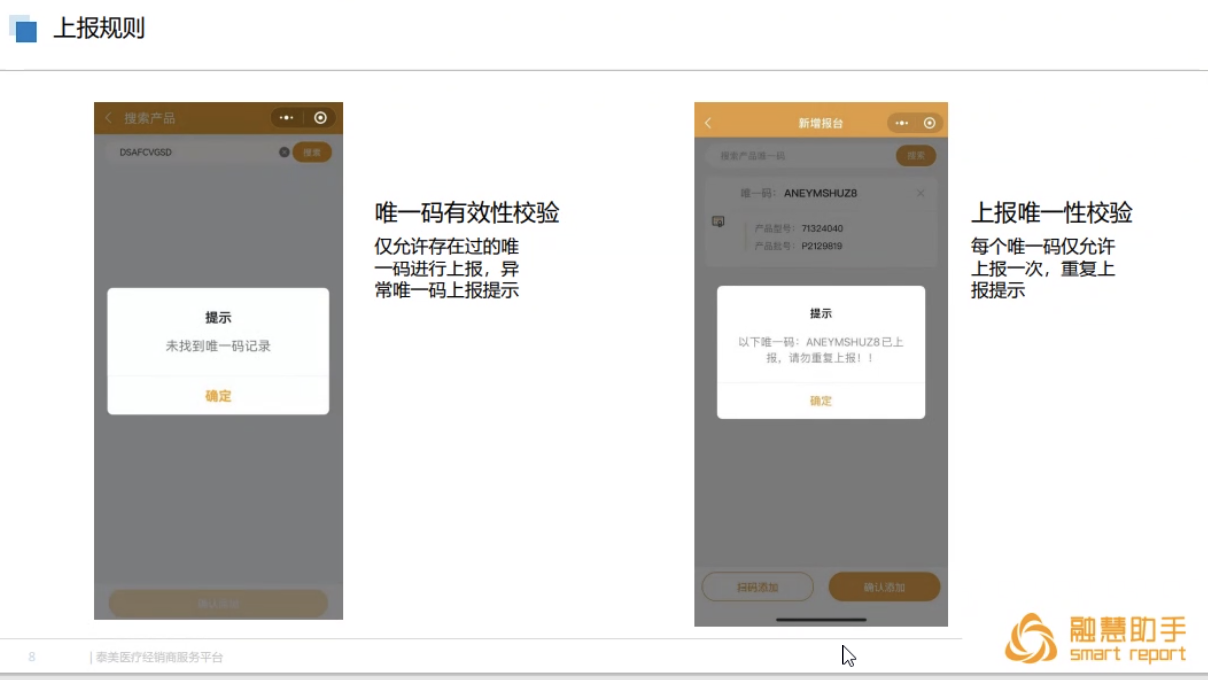 上报规则
搜索产品
DSAFCVGSD
搜索
提示
未找到唯一码记录
确定
确认添加
唯一码有效性校验
仅允许存在过的唯
一码进行上报，异
常唯一码上报提示
新增报台
搜索产品唯一码
搜索
唯一码：ANEYMSHUZ8
产品型号：71324040
产品批号：P2129819
提示
以下唯一码：ANEYMSHUZ8已上
报，请勿重复上报！！
确定
扫码添加
确认添加
上报唯一性校验
每个唯一码仅允许
上报一次，重复上
报提示
8
| 泰美医疗经销商服务平台
融慧助手
smart report